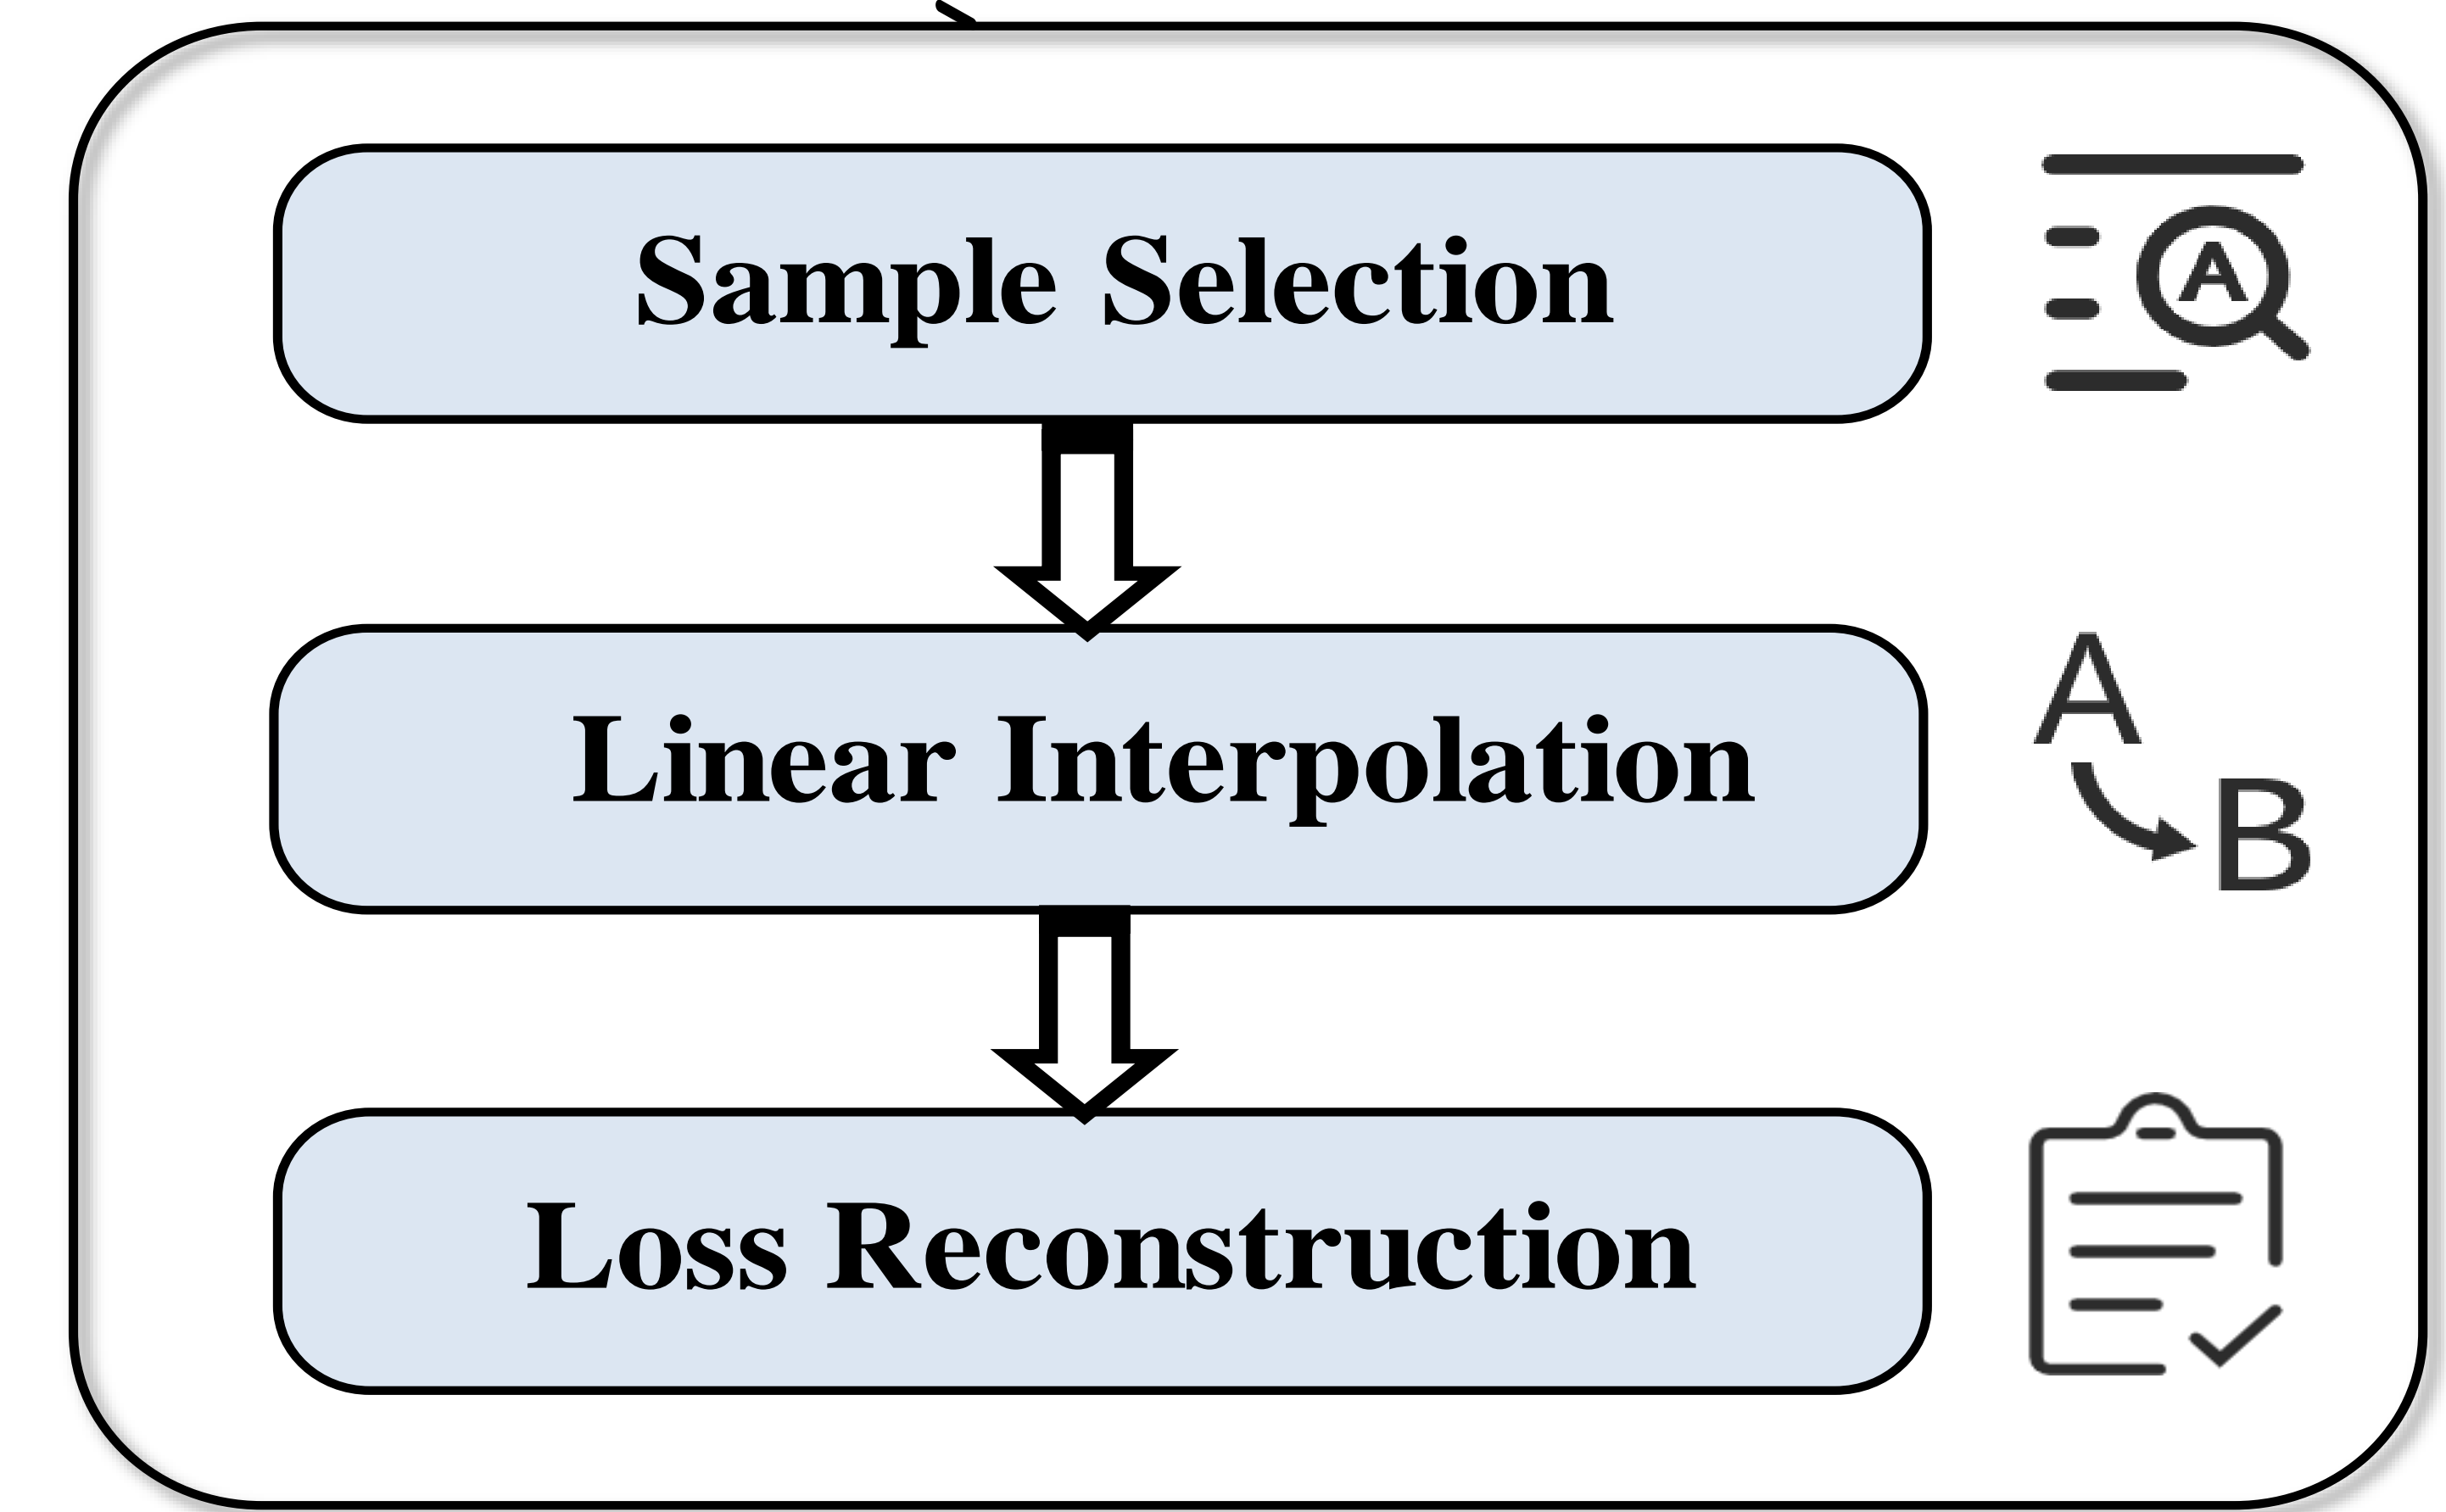 Sample Selection
A
Linear Interpolation
A
B
Loss Reconstruction